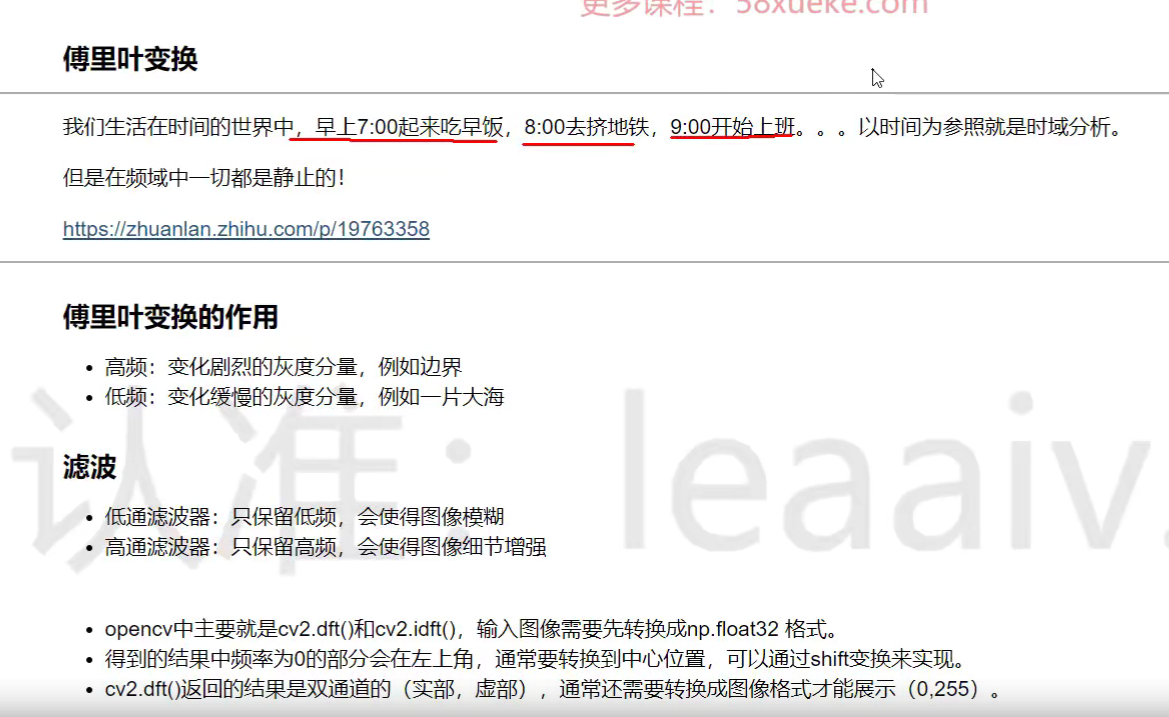 更多课程：58xueke.com
傅里叶变换
我们生活在时间的世界中，早上7:00起来吃早饭，8:00去挤地铁，9:00开始上班。。。以时间为参照就是时域分析。
但是在频域中一切都是静止的！
https://zhuanlan.zhihu.com/p/19763358
傅里叶变换的作用
• 高频：变化剧烈的灰度分量，例如边界
• 低频：变化缓慢的灰度分量，例如一片大海
认准：leaaiv.
滤波
• 低通滤波器：只保留低频，会使得图像模糊
• 高通滤波器：只保留高频，会使得图像细节增强
• opencv中主要就是cv2.dft()和cv2.idft()，输入图像需要先转换成np.float32 格式。
• 得到的结果中频率为0的部分会在左上角，通常要转换到中心位置，可以通过shift变换来实现。
• cv2.dft()返回的结果是双通道的（实部，虚部），通常还需要转换成图像格式才能展示（0,255）。